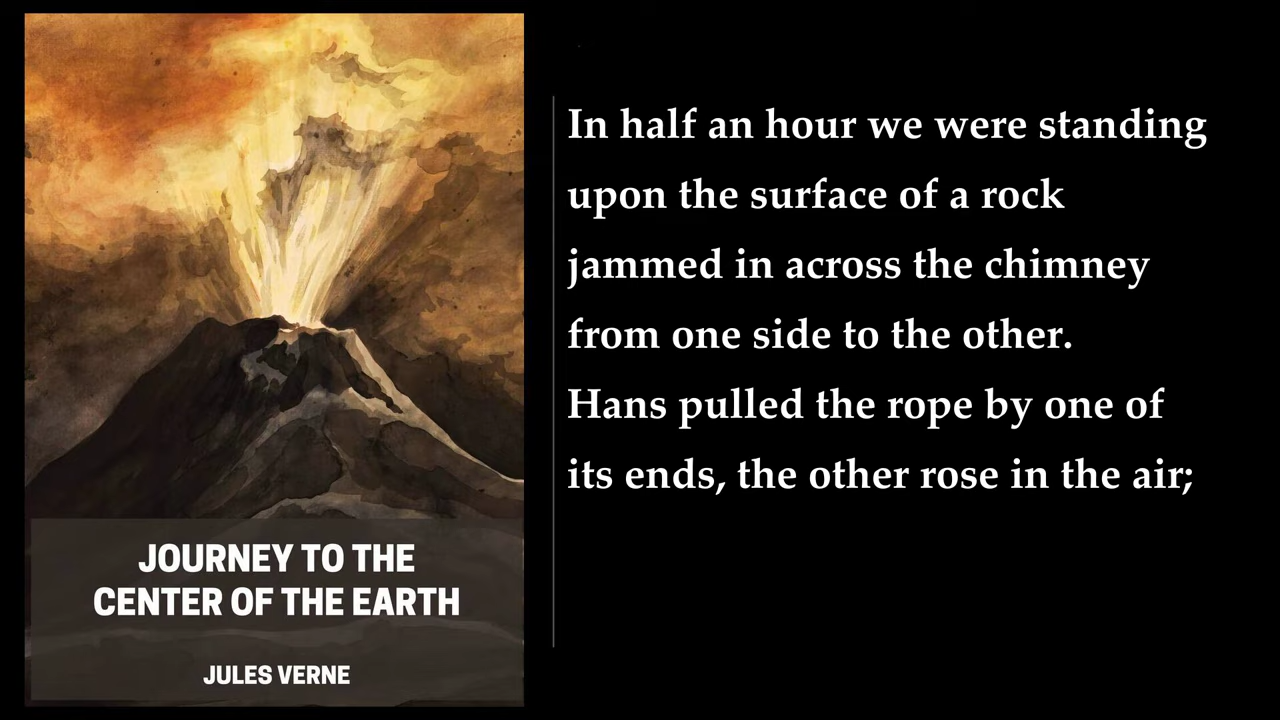 JOURNEY TO THE
CENTER OF THE EARTH
JULES VERNE
In half an hour we were standing
upon the surface of a rock
jammed in across the chimney
from one side to the other.
Hans pulled the rope by one of
its ends, the other rose in the air;